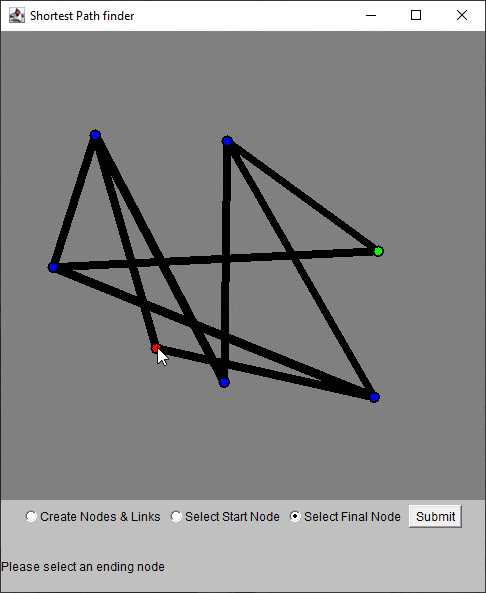 Shortest Path finder
Create Nodes & Links Select Start Node Select Final Node Submit
Please select an ending node